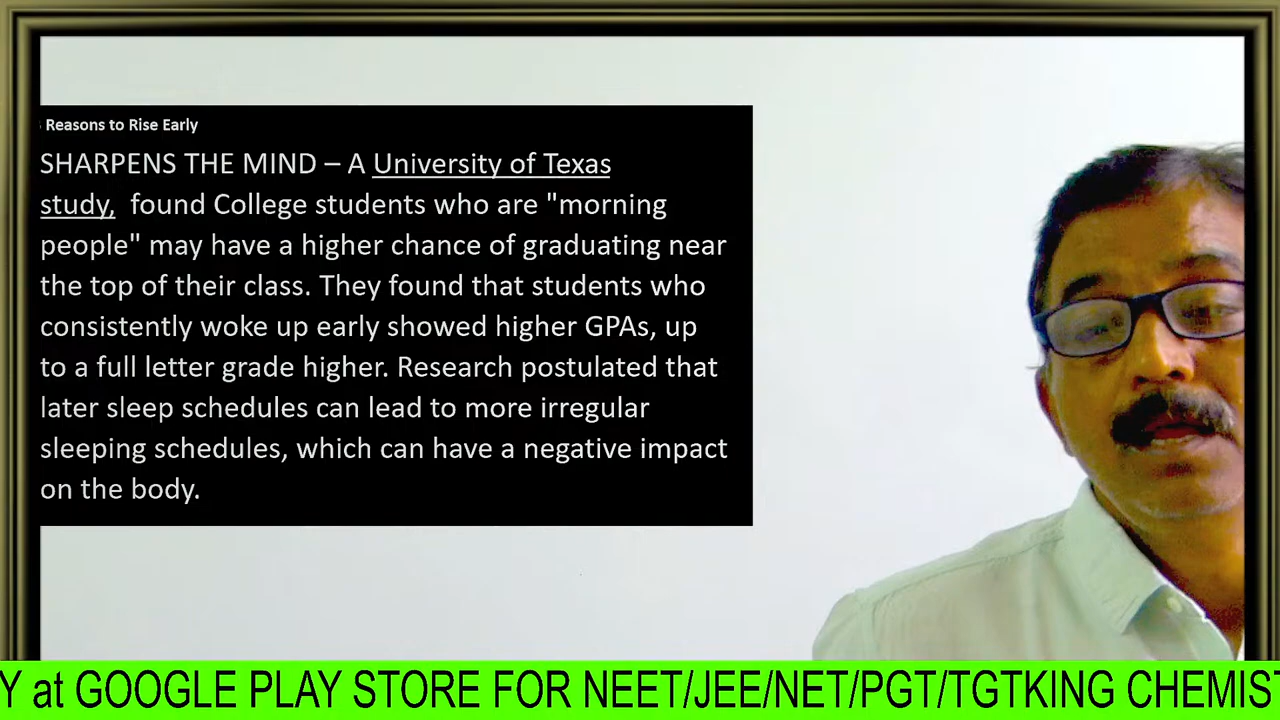 Reasons to Rise Early
SHARPENS THE MIND – A University of Texas
study,  found College students who are "morning
people" may have a higher chance of graduating near
the top of their class. They found that students who
consistently woke up early showed higher GPAs, up
to a full letter grade higher. Research postulated that
later sleep schedules can lead to more irregular
sleeping schedules, which can have a negative impact
on the body.
Y at GOOGLE PLAY STORE FOR NEET/JEE/NET/PGT/TGTKING CHEMIS